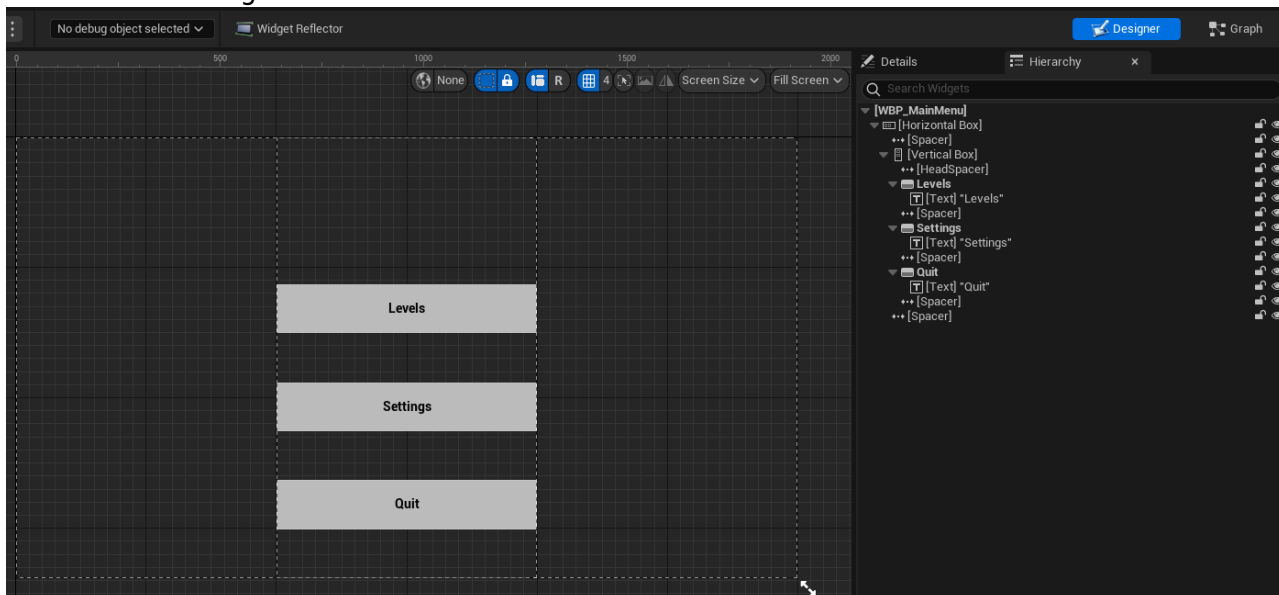 No debug object selected
Widget Reflector
Designer
Graph
0 500 1000 1500 2000
None
R
4
Screen Size
Fill Screen
Details
Hierarchy
Search Widgets
[WBP_MainMenu]
[Horizontal Box]
[Spacer]
[Vertical Box]
[HeadSpacer]
Levels
[Text] "Levels"
[Spacer]
Settings
[Text] "Settings"
[Spacer]
Quit
[Text] "Quit"
[Spacer]
[Spacer]
Levels
Settings
Quit